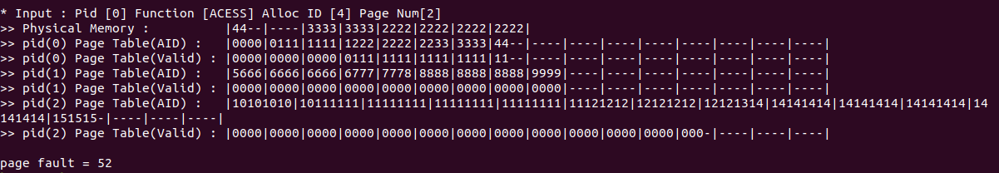 * Input : Pid [0] Function [ACESS] Alloc ID [4] Page Num[2]
>> Physical Memory :          |44--|----|3333|3333|2222|2222|2222|2222|
>> pid(0) Page Table(AID) :   |0000|0111|1111|1222|2222|2233|3333|44--|----|----|----|----|----|----|----|----|
>> pid(0) Page Table(Valid) : |0000|0000|0000|0111|1111|1111|1111|11--|----|----|----|----|----|----|----|----|
>> pid(1) Page Table(AID) :   |5666|6666|6666|6777|7778|8888|8888|8888|9999|----|----|----|----|----|----|----|
>> pid(1) Page Table(Valid) : |0000|0000|0000|0000|0000|0000|0000|0000|0000|----|----|----|----|----|----|----|
>> pid(2) Page Table(AID) :   |10101010|10111111|11111111|11111111|11111111|11121212|12121212|12121314|14141414|14141414|14141414|14
141414|151515-|----|----|----|
>> pid(2) Page Table(Valid) : |0000|0000|0000|0000|0000|0000|0000|0000|0000|0000|0000|0000|000-|----|----|----|
page fault = 52